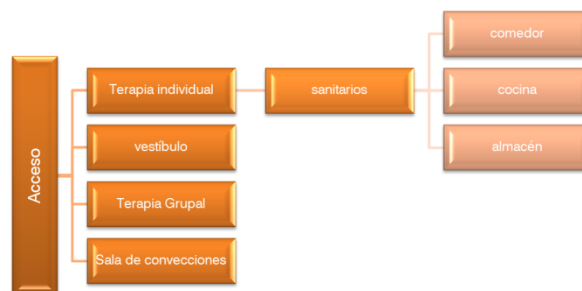 Acceso
Terapia individual
vestíbulo
Terapia Grupal
Sala de convecciones
sanitarios
comedor
cocina
almacén